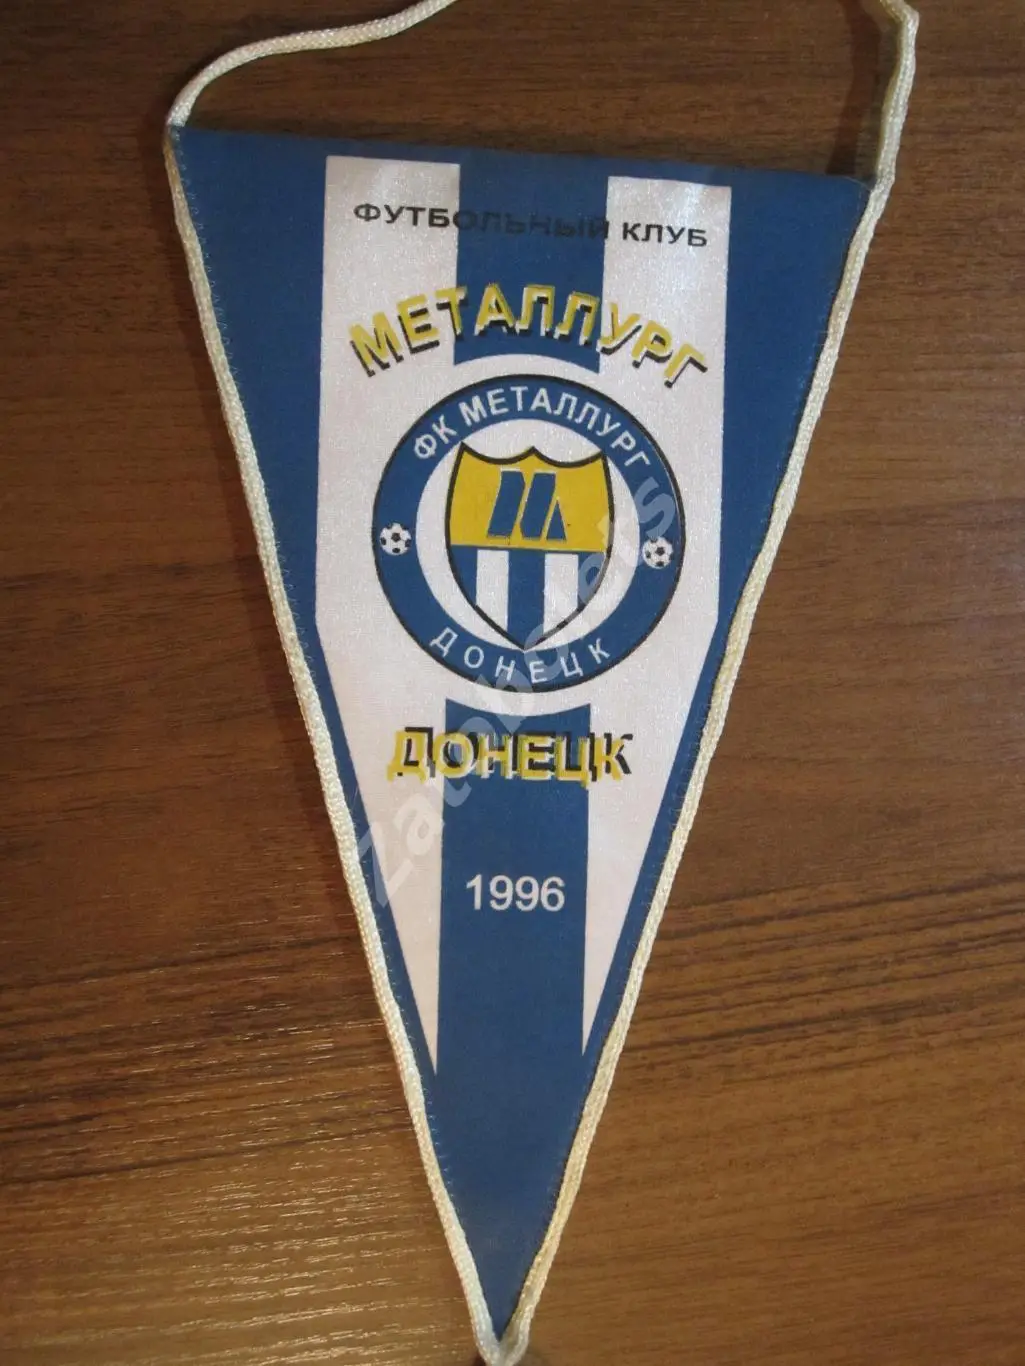 ФУТБОЛЬНЫЙ КЛУБ
МЕТАЛЛУРГ
ФК МЕТАЛЛУРГ
ДОНЕЦК
ДОНЕЦК
1996